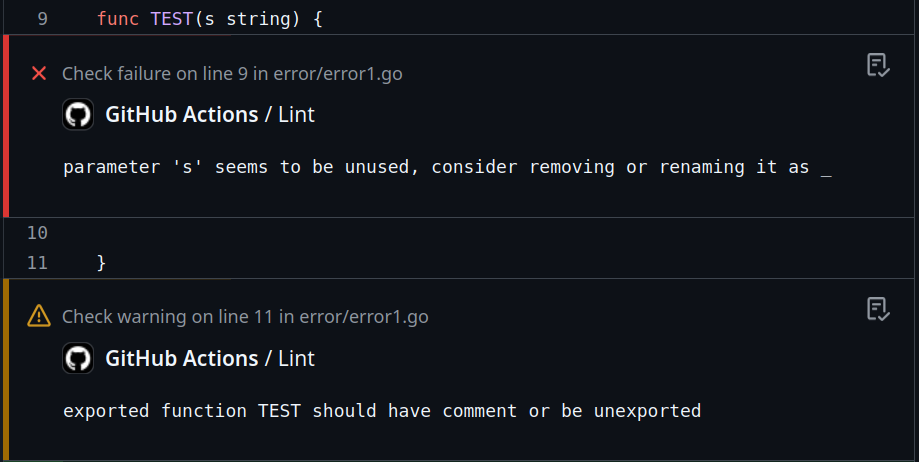 9 func TEST(s string) {
Check failure on line 9 in error/error1.go
GitHub Actions / Lint
parameter 's' seems to be unused, consider removing or renaming it as _
10
11 }
Check warning on line 11 in error/error1.go
GitHub Actions / Lint
exported function TEST should have comment or be unexported